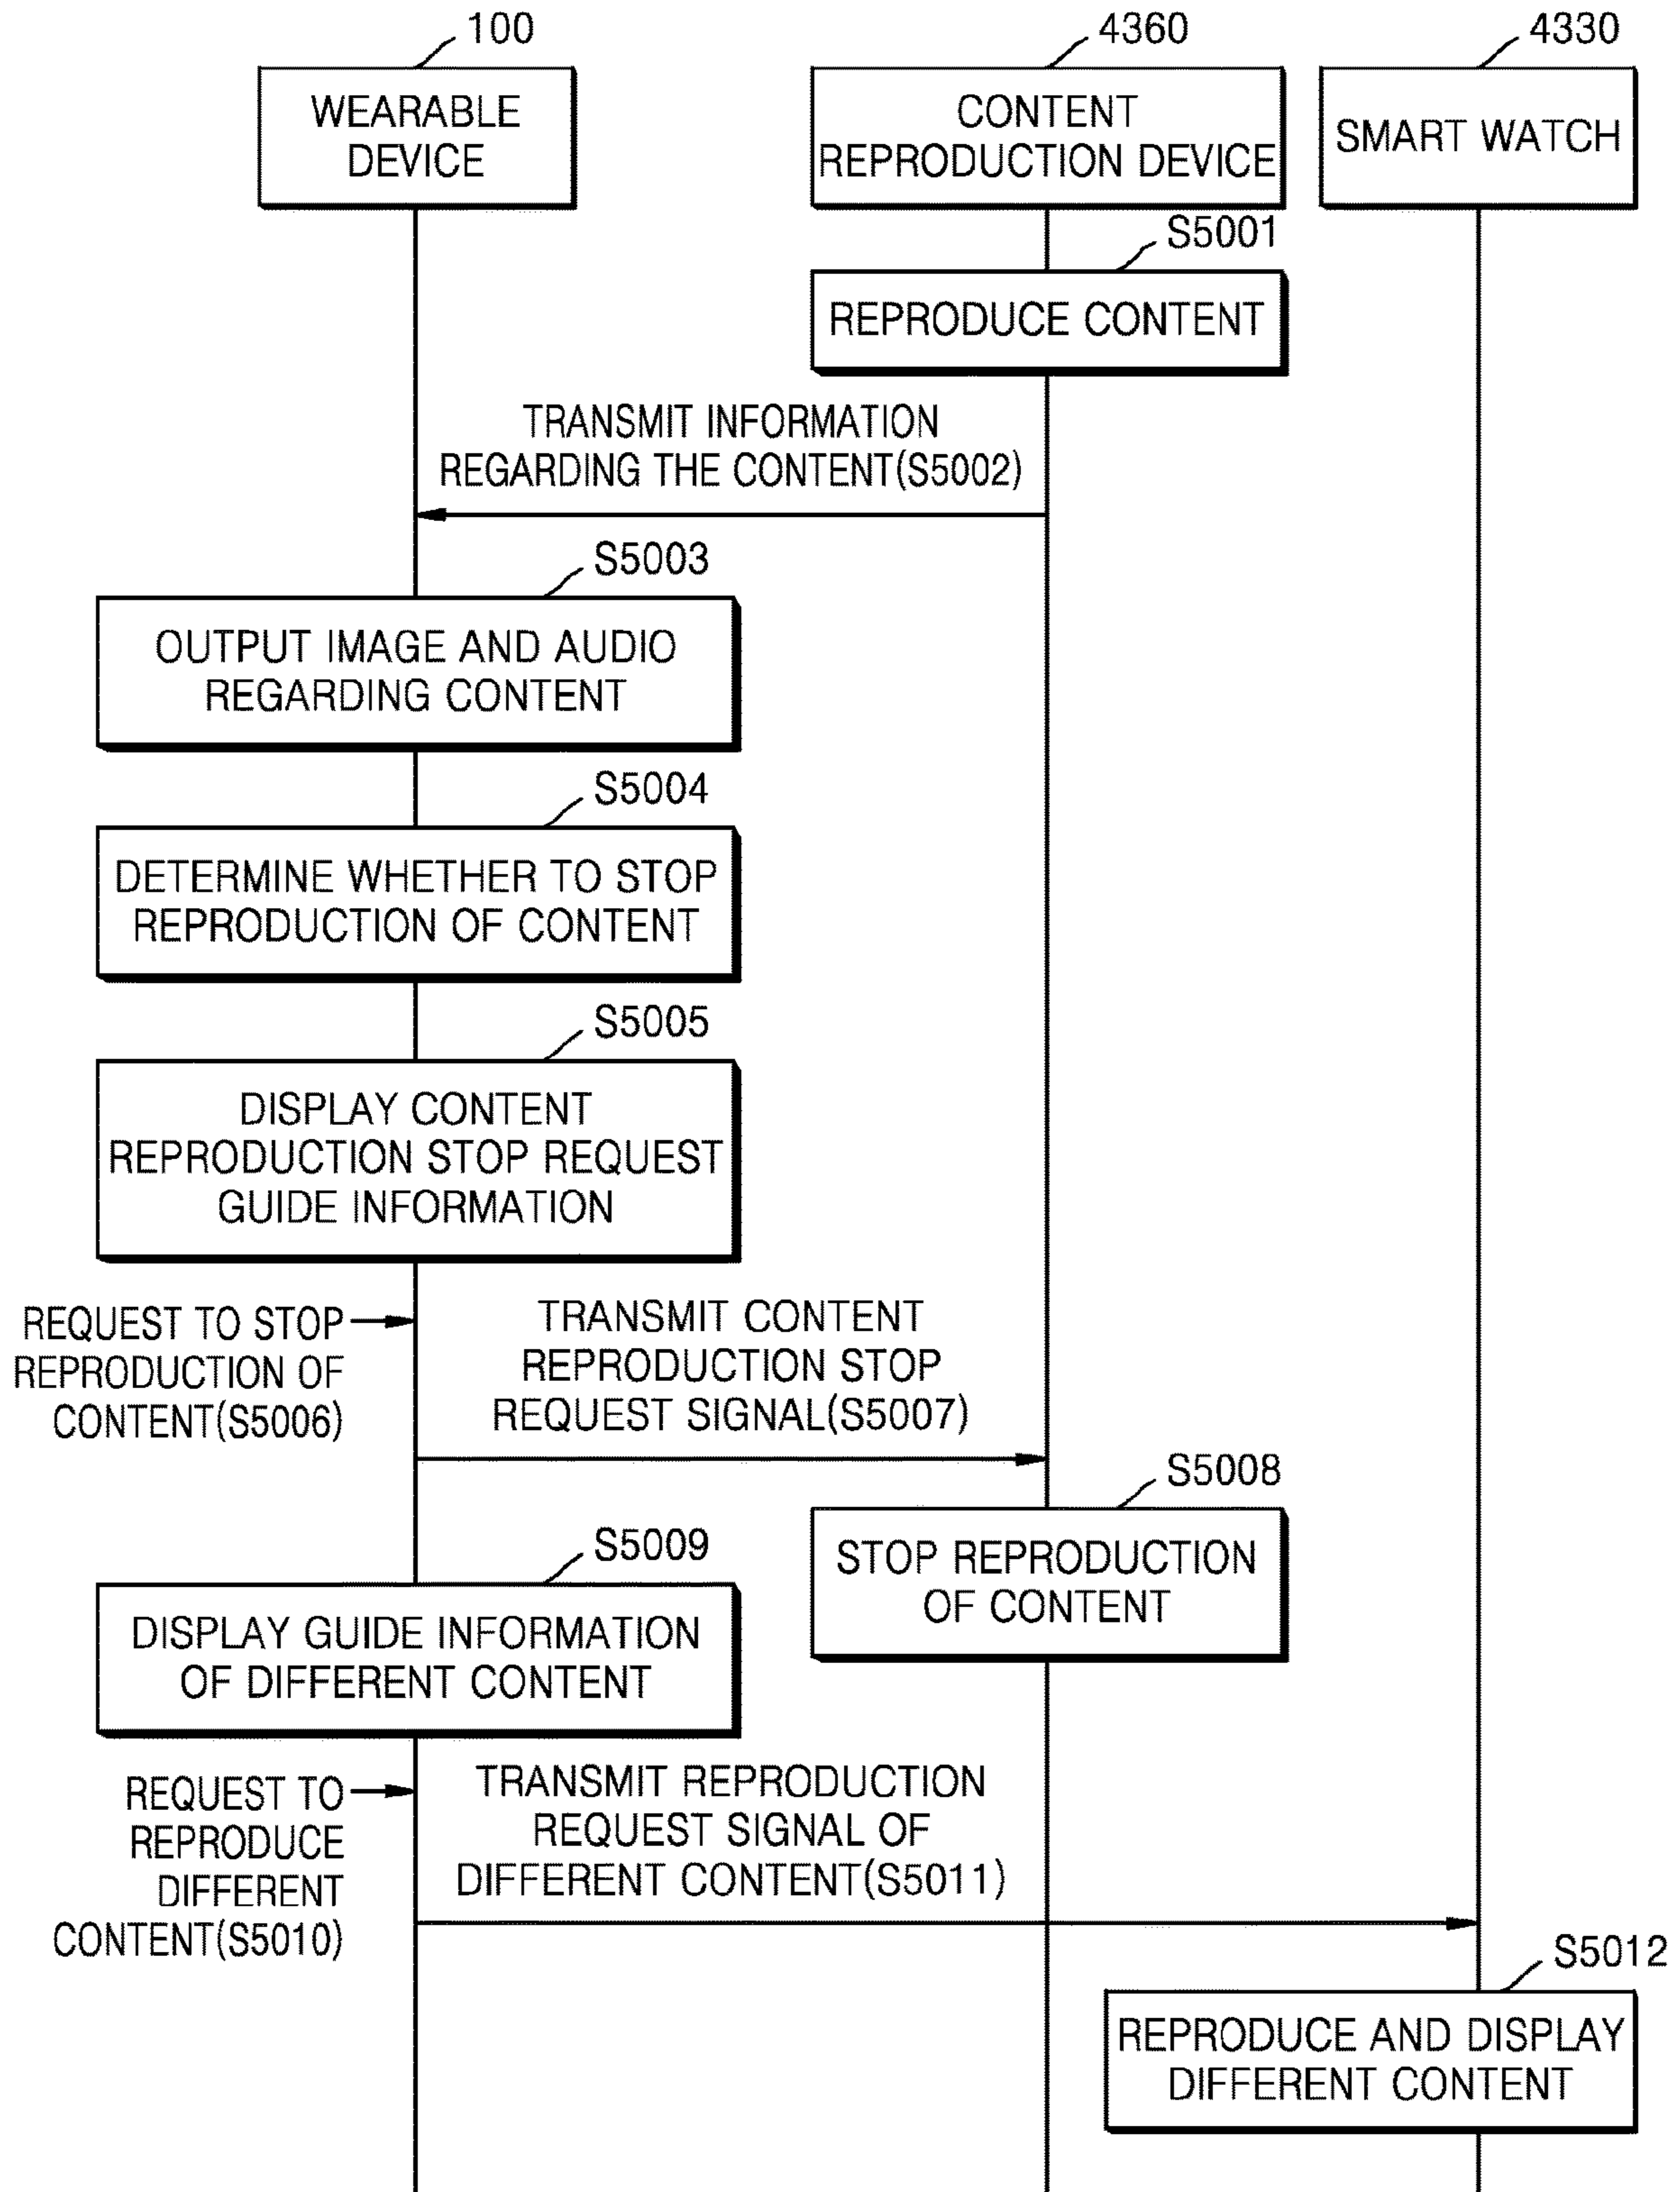 100
4360
4330
WEARABLE
DEVICE
CONTENT
REPRODUCTION DEVICE
SMART WATCH
S5001
REPRODUCE CONTENT
TRANSMIT INFORMATION
REGARDING THE CONTENT(S5002)
S5003
OUTPUT IMAGE AND AUDIO
REGARDING CONTENT
S5004
DETERMINE WHETHER TO STOP
REPRODUCTION OF CONTENT
S5005
DISPLAY CONTENT
REPRODUCTION STOP REQUEST
GUIDE INFORMATION
REQUEST TO STOP
REPRODUCTION OF
CONTENT(S5006)
TRANSMIT CONTENT
REPRODUCTION STOP
REQUEST SIGNAL(S5007)
S5008
STOP REPRODUCTION
OF CONTENT
S5009
DISPLAY GUIDE INFORMATION
OF DIFFERENT CONTENT
REQUEST TO
REPRODUCE
DIFFERENT
CONTENT(S5010)
TRANSMIT REPRODUCTION
REQUEST SIGNAL OF
DIFFERENT CONTENT(S5011)
S5012
REPRODUCE AND DISPLAY
DIFFERENT CONTENT